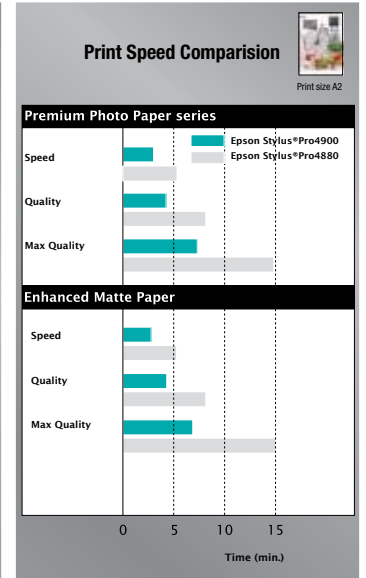 Print Speed Comparision
Print size A2
Premium Photo Paper series
Epson Stylus®Pro4900
Epson Stylus®Pro4880
Speed
Quality
Max Quality
Enhanced Matte Paper
Speed
Quality
Max Quality
0 5 10 15
Time (min.)